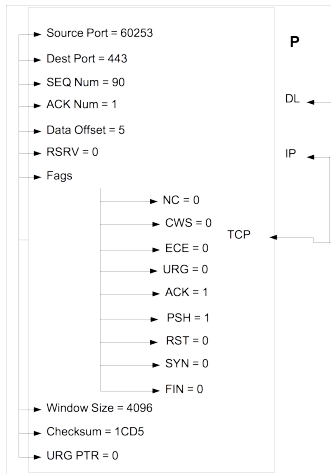 Source Port = 60253
Dest Port = 443
SEQ Num = 90
ACK Num = 1
Data Offset = 5
RSRV = 0
Fags
NC = 0
CWS = 0
ECE = 0
URG = 0
ACK = 1
PSH = 1
RST = 0
SYN = 0
FIN = 0
Window Size = 4096
Checksum = 1CD5
URG PTR = 0
P
DL
IP
TCP